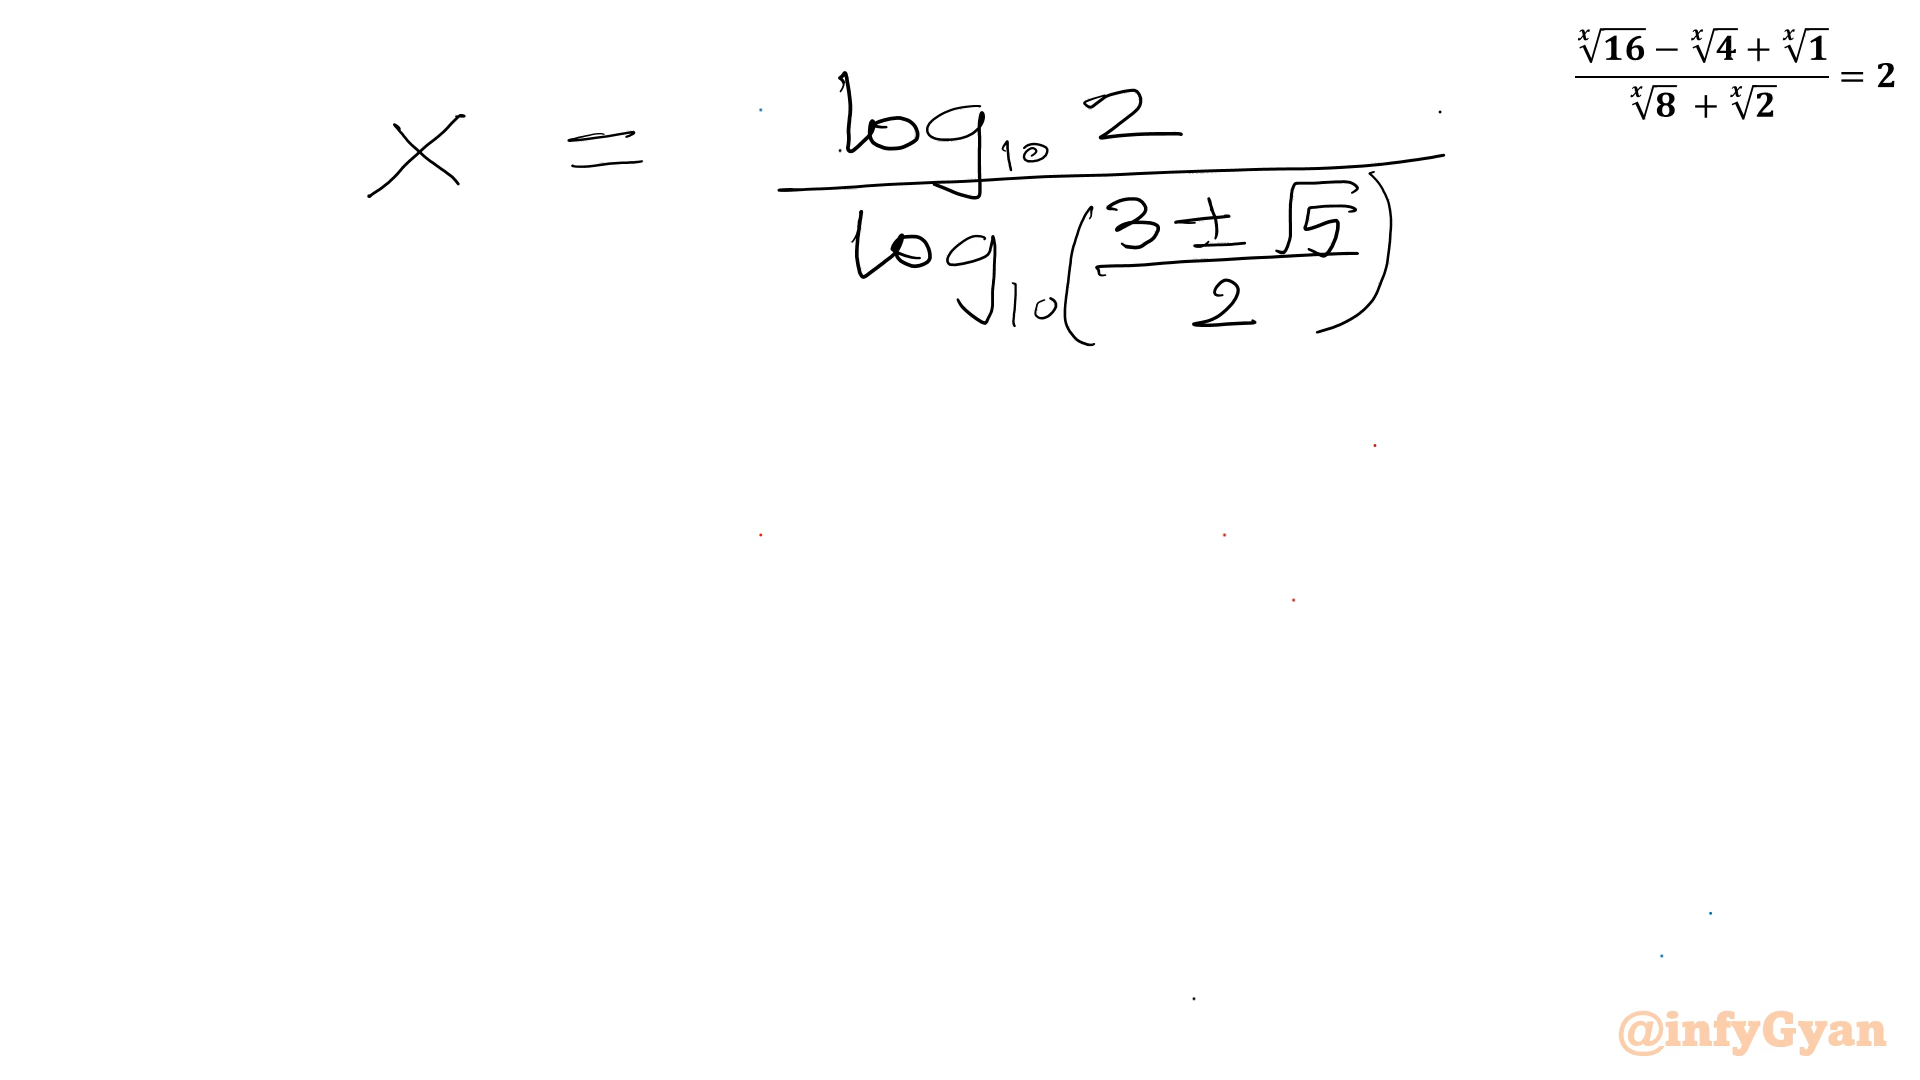 x = log₁₀ 2 / log₁₀((3 ± √5)/2)
(ˣ√16 − ˣ√4 + ˣ√1) / (ˣ√8 + ˣ√2) = 2
@infyGyan